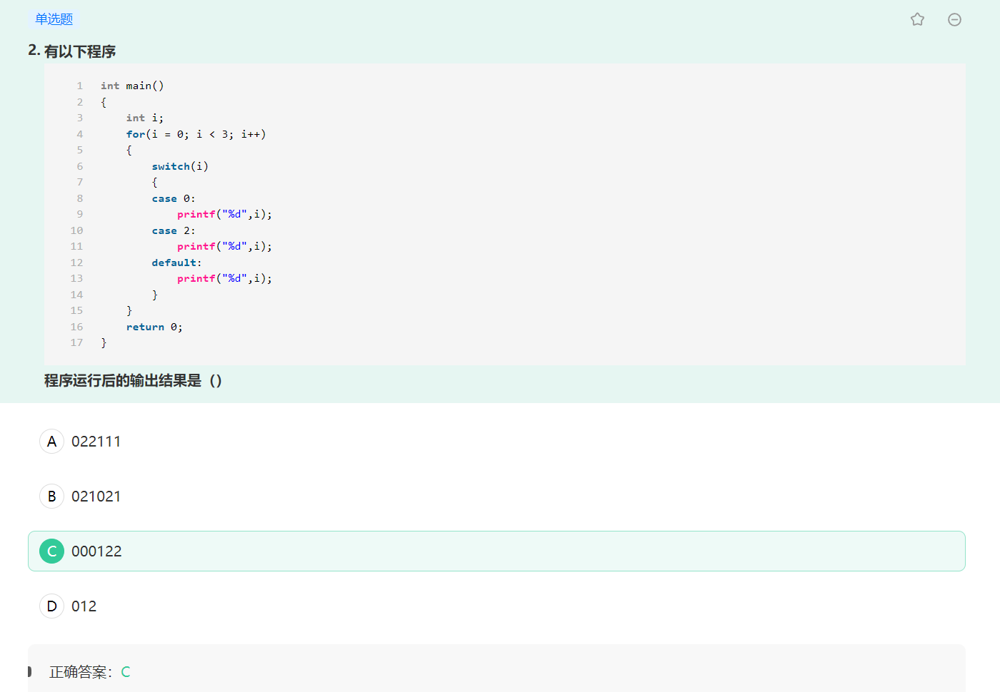 单选题
2. 有以下程序
1 int main()
2 {
3     int i;
4     for(i = 0; i < 3; i++)
5     {
6         switch(i)
7         {
8         case 0:
9             printf("%d",i);
10         case 2:
11             printf("%d",i);
12         default:
13             printf("%d",i);
14         }
15     }
16     return 0;
17 }
程序运行后的输出结果是（）
A 022111
B 021021
C 000122
D 012
正确答案：C